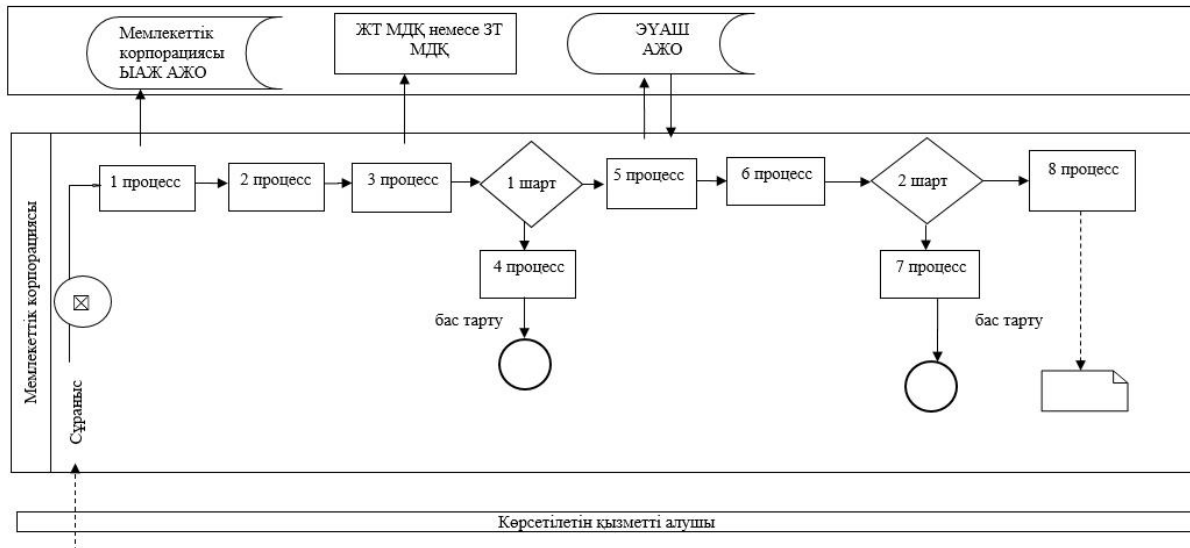 Мемлекеттік
корпорациясы
ЫАЖ АЖО
ЖТ МДҚ немесе ЗТ
МДҚ
ЭҮАШ
АЖО
Мемлекеттік корпорациясы
1 процесс
2 процесс
3 процесс
1 шарт
5 процесс
6 процесс
2 шарт
8 процесс
4 процесс
7 процесс
бас тарту
бас тарту
Сұраныс
Көрсетілетін қызметті алушы